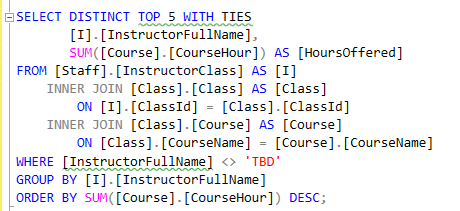 SELECT DISTINCT TOP 5 WITH TIES
[I].[InstructorFullName],
SUM([Course].[CourseHour]) AS [HoursOffered]
FROM [Staff].[InstructorClass] AS [I]
INNER JOIN [Class].[Class] AS [Class]
ON [I].[ClassId] = [Class].[ClassId]
INNER JOIN [Class].[Course] AS [Course]
ON [Class].[CourseName] = [Course].[CourseName]
WHERE [InstructorFullName] <> 'TBD'
GROUP BY [I].[InstructorFullName]
ORDER BY SUM([Course].[CourseHour]) DESC;